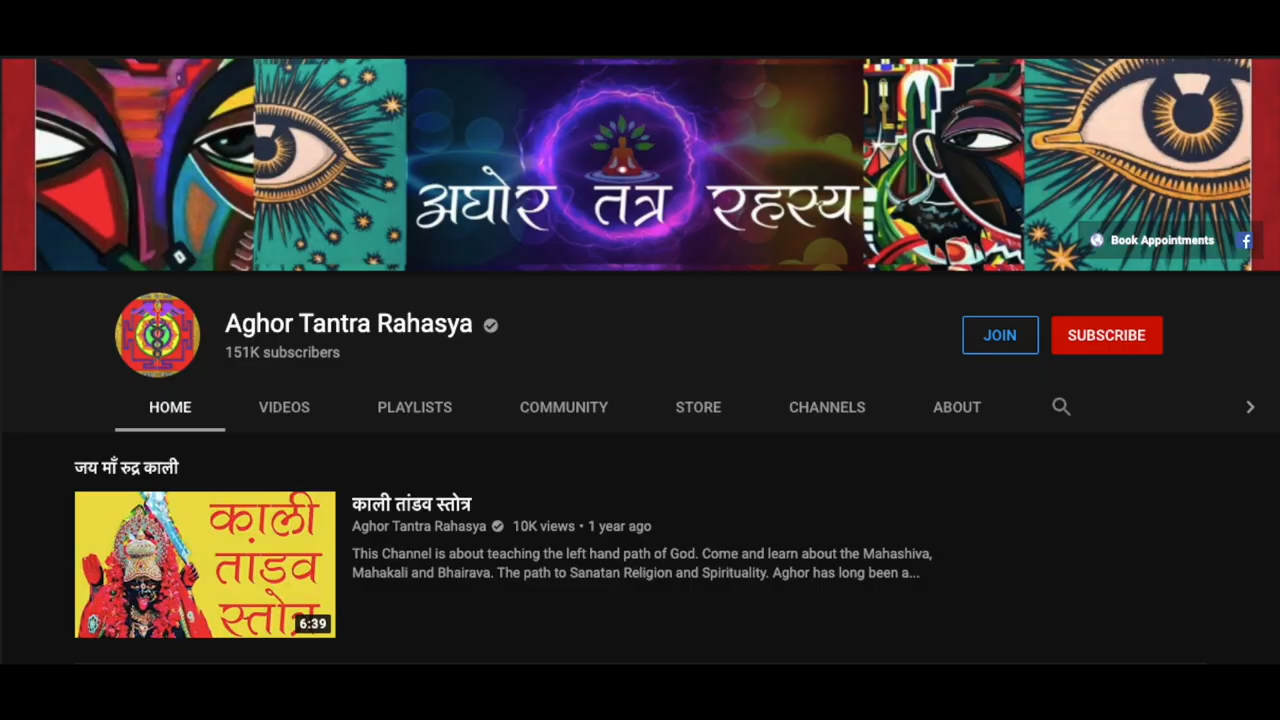 अघोर तत्र रहस्य
Book Appointments
Aghor Tantra Rahasya
151K subscribers
JOIN
SUBSCRIBE
HOME
VIDEOS
PLAYLISTS
COMMUNITY
STORE
CHANNELS
ABOUT
जय माँ रुद्र काली
काली
तांडव
स्तोत्र
6:39
काली तांडव स्तोत्र
Aghor Tantra Rahasya 10K views • 1 year ago
This Channel is about teaching the left hand path of God. Come and learn about the Mahashiva,
Mahakali and Bhairava. The path to Sanatan Religion and Spirituality. Aghor has long been a...